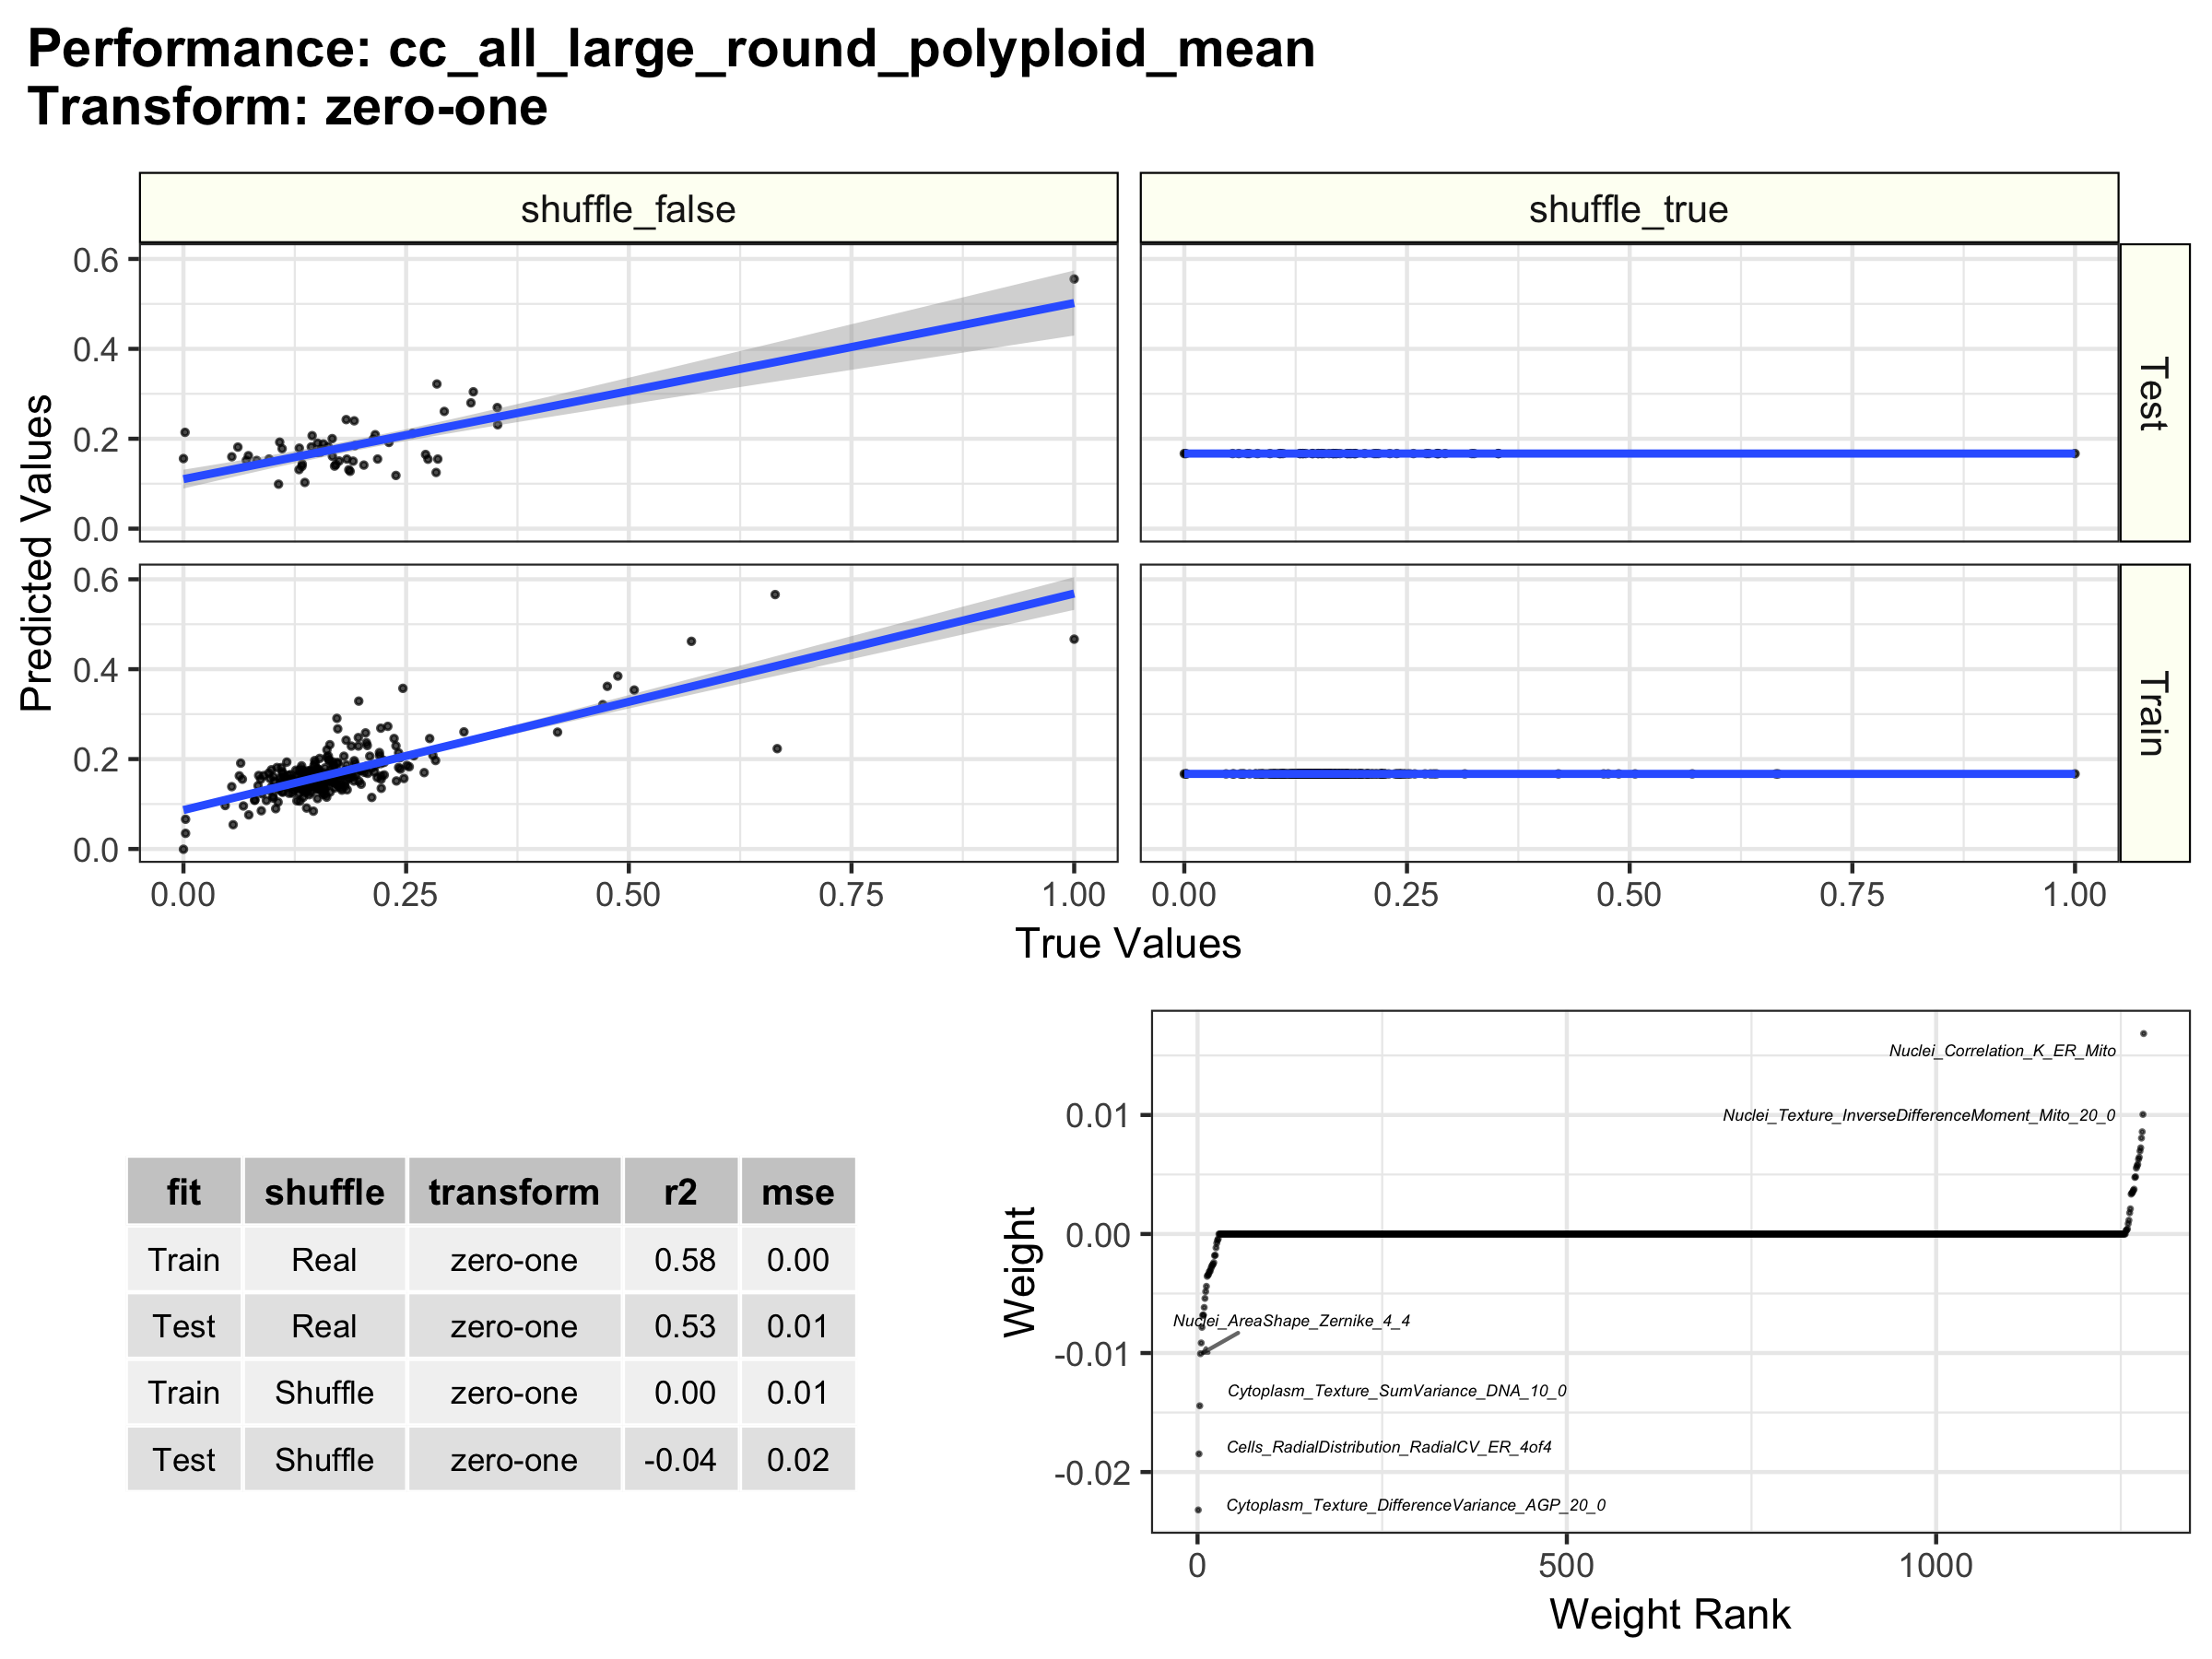 Performance: cc_all_large_round_polyploid_mean
Transform: zero-one
shuffle_false
shuffle_true
0.6
0.4
0.2
0.0
Test
0.6
0.4
0.2
0.0
Train
Predicted Values
0.00 0.25 0.50 0.75 1.00
0.00 0.25 0.50 0.75 1.00
True Values
fit shuffle transform r2 mse
Train Real zero-one 0.58 0.00
Test Real zero-one 0.53 0.01
Train Shuffle zero-one 0.00 0.01
Test Shuffle zero-one -0.04 0.02
Weight
0.01
0.00
-0.01
-0.02
Nuclei_Correlation_K_ER_Mito
Nuclei_Texture_InverseDifferenceMoment_Mito_20_0
Nuclei_AreaShape_Zernike_4_4
Cytoplasm_Texture_SumVariance_DNA_10_0
Cells_RadialDistribution_RadialCV_ER_4of4
Cytoplasm_Texture_DifferenceVariance_AGP_20_0
0 500 1000
Weight Rank